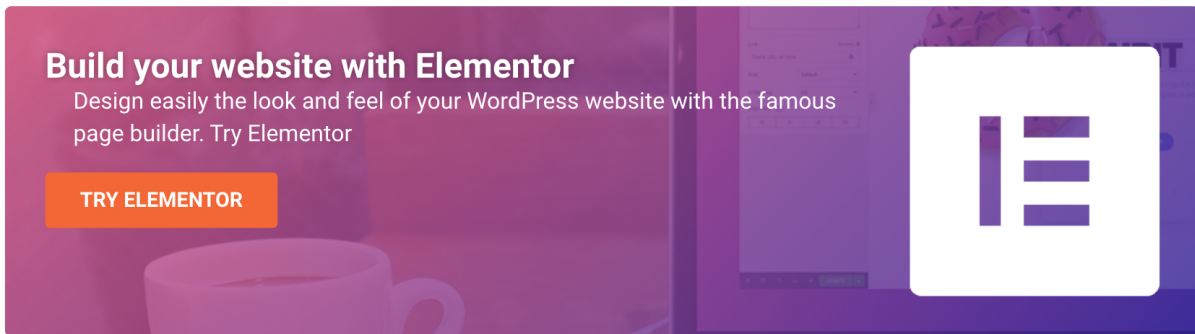 Build your website with Elementor
Design easily the look and feel of your WordPress website with the famous
page builder. Try Elementor
TRY ELEMENTOR